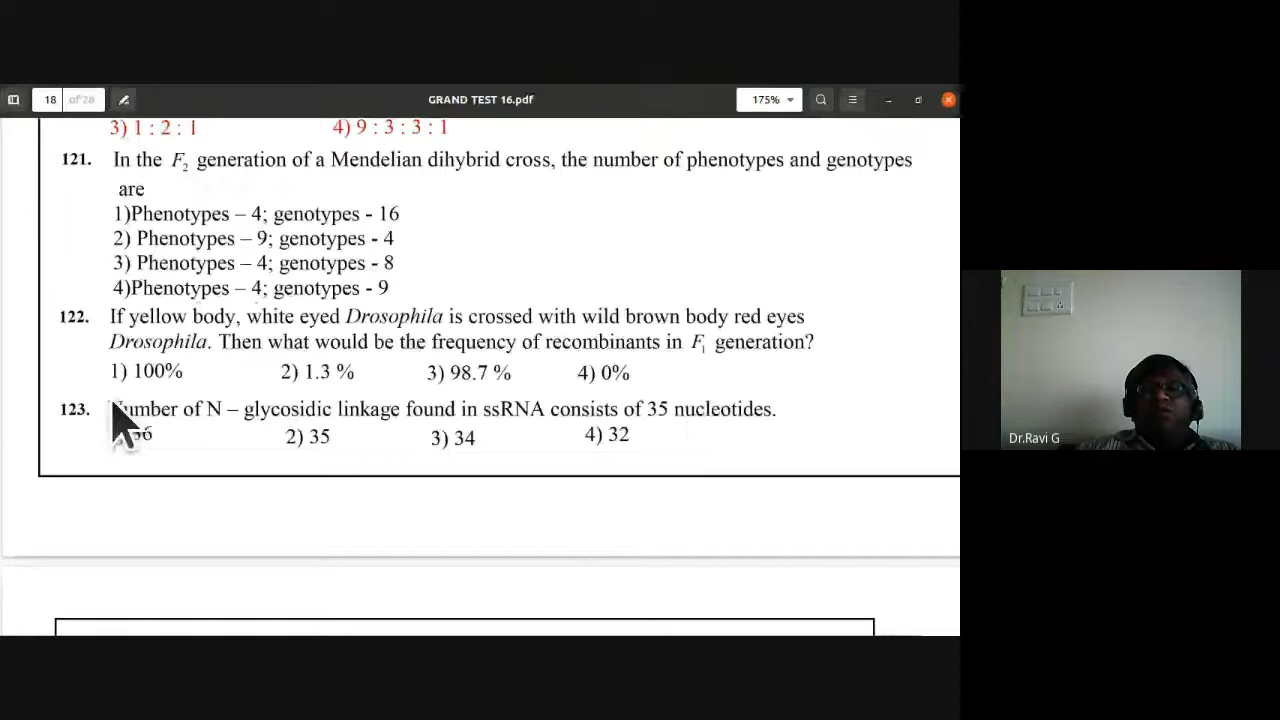 18 of 26
GRAND TEST 16.pdf
175%
3) 1 : 2 : 1 4) 9 : 3 : 3 : 1
121. In the F2 generation of a Mendelian dihybrid cross, the number of phenotypes and genotypes
are
1)Phenotypes – 4; genotypes - 16
2) Phenotypes – 9; genotypes - 4
3) Phenotypes – 4; genotypes - 8
4)Phenotypes – 4; genotypes - 9
122. If yellow body, white eyed Drosophila is crossed with wild brown body red eyes
Drosophila. Then what would be the frequency of recombinants in F1 generation?
1) 100% 2) 1.3 % 3) 98.7 % 4) 0%
123. Number of N – glycosidic linkage found in ssRNA consists of 35 nucleotides.
2) 35 3) 34 4) 32
Dr.Ravi G